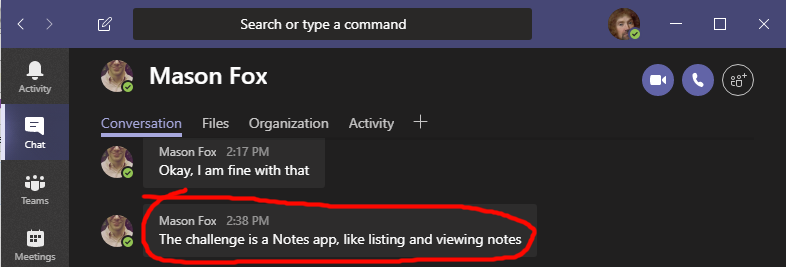 Search or type a command
Activity
Mason Fox
Chat
Conversation Files Organization Activity
Mason Fox 2:17 PM
Okay, I am fine with that
Teams
Mason Fox 2:38 PM
The challenge is a Notes app, like listing and viewing notes
Meetings